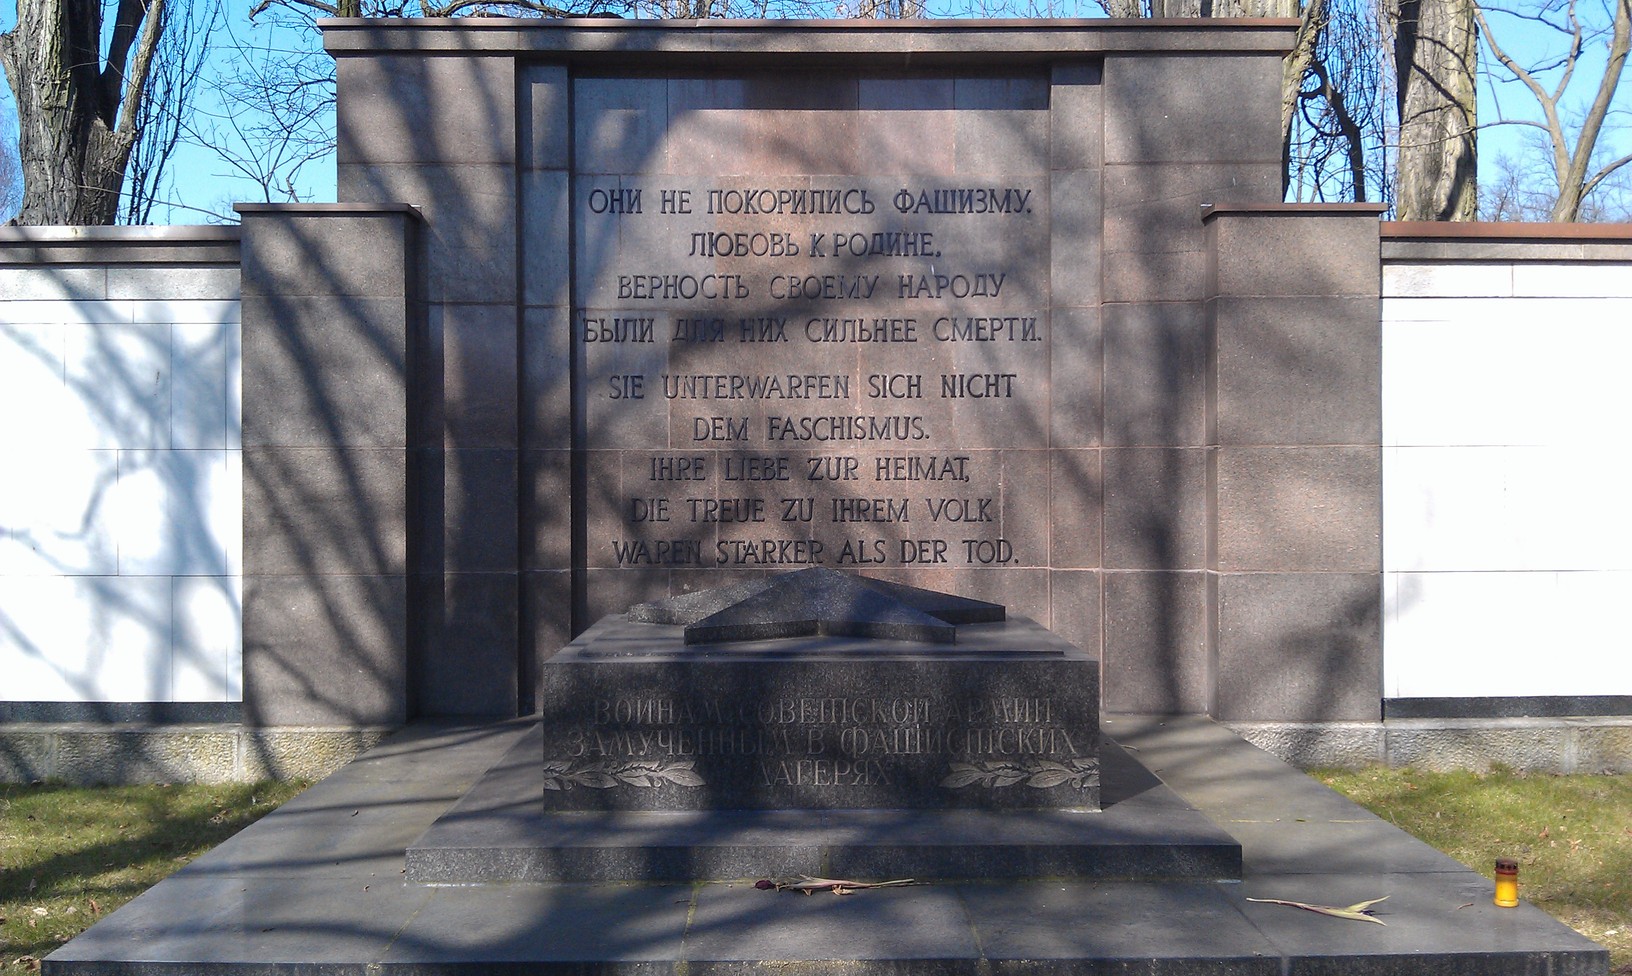 ОНИ НЕ ПОКОРИЛИСЬ ФАШИЗМУ.
ЛЮБОВЬ К РОДИНЕ,
ВЕРНОСТЬ СВОЕМУ НАРОДУ
БЫЛИ ДЛЯ НИХ СИЛЬНЕЕ СМЕРТИ.
SIE UNTERWARFEN SICH NICHT
DEM FASCHISMUS.
IHRE LIEBE ZUR HEIMAT,
DIE TREUE ZU IHREM VOLK
WAREN STÄRKER ALS DER TOD.
ВОИНАМ СОВЕТСКОЙ АРМИИ
ЗАМУЧЕННЫМ В ФАШИСТСКИХ
ЛАГЕРЯХ